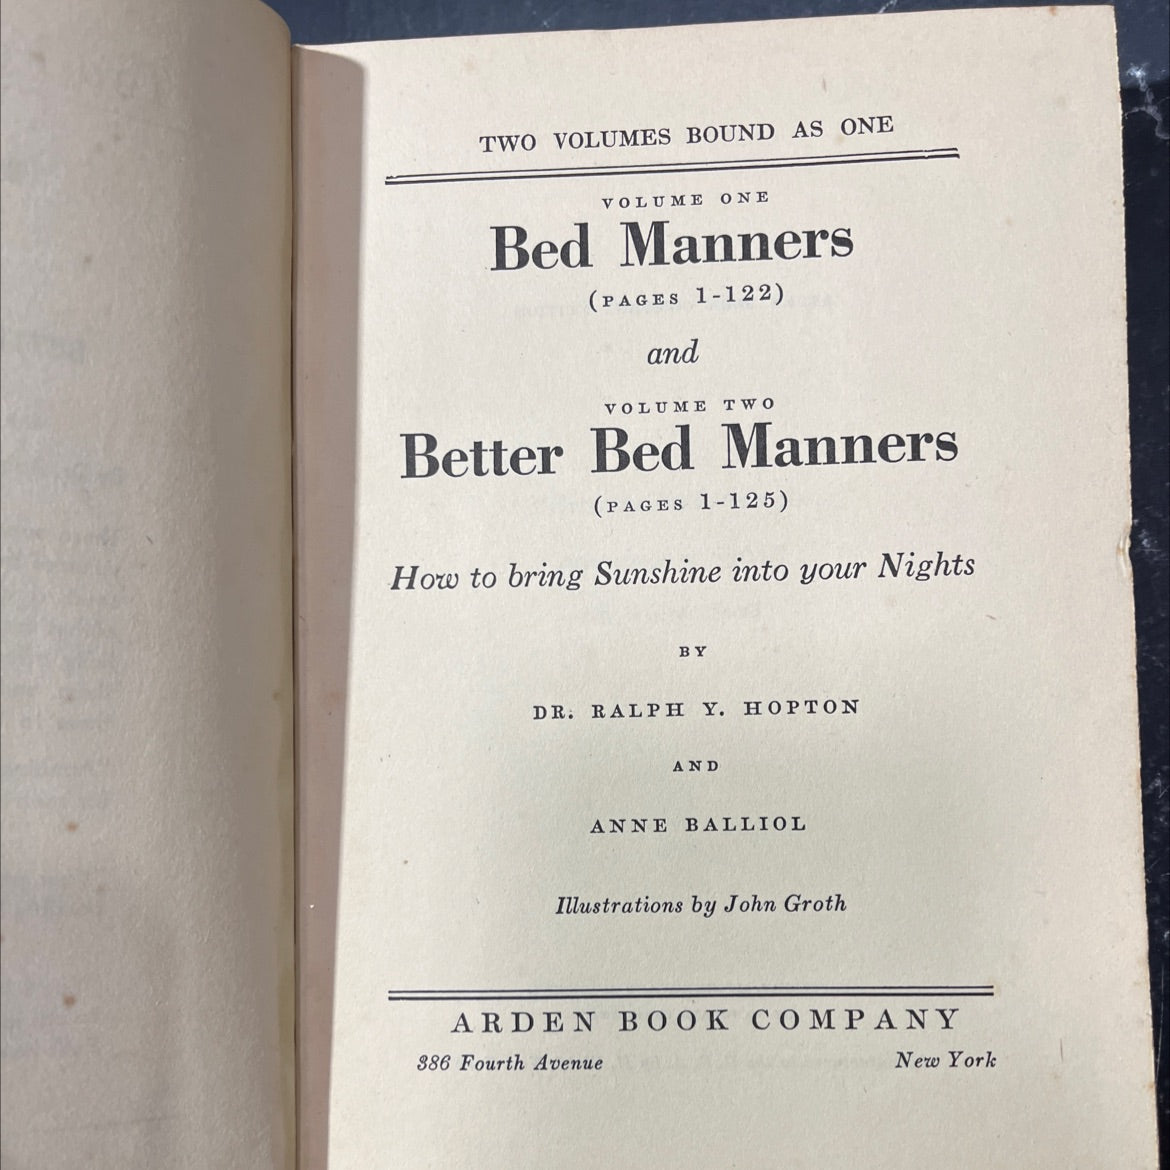 TWO VOLUMES BOUND AS ONE
VOLUME ONE
Bed Manners
(PAGES 1-122)
and
VOLUME TWO
Better Bed Manners
(PAGES 1-125)
How to bring Sunshine into your Nights
BY
DR. RALPH Y. HOPTON
AND
ANNE BALLIOL
Illustrations by John Groth
ARDEN BOOK COMPANY
386 Fourth Avenue New York